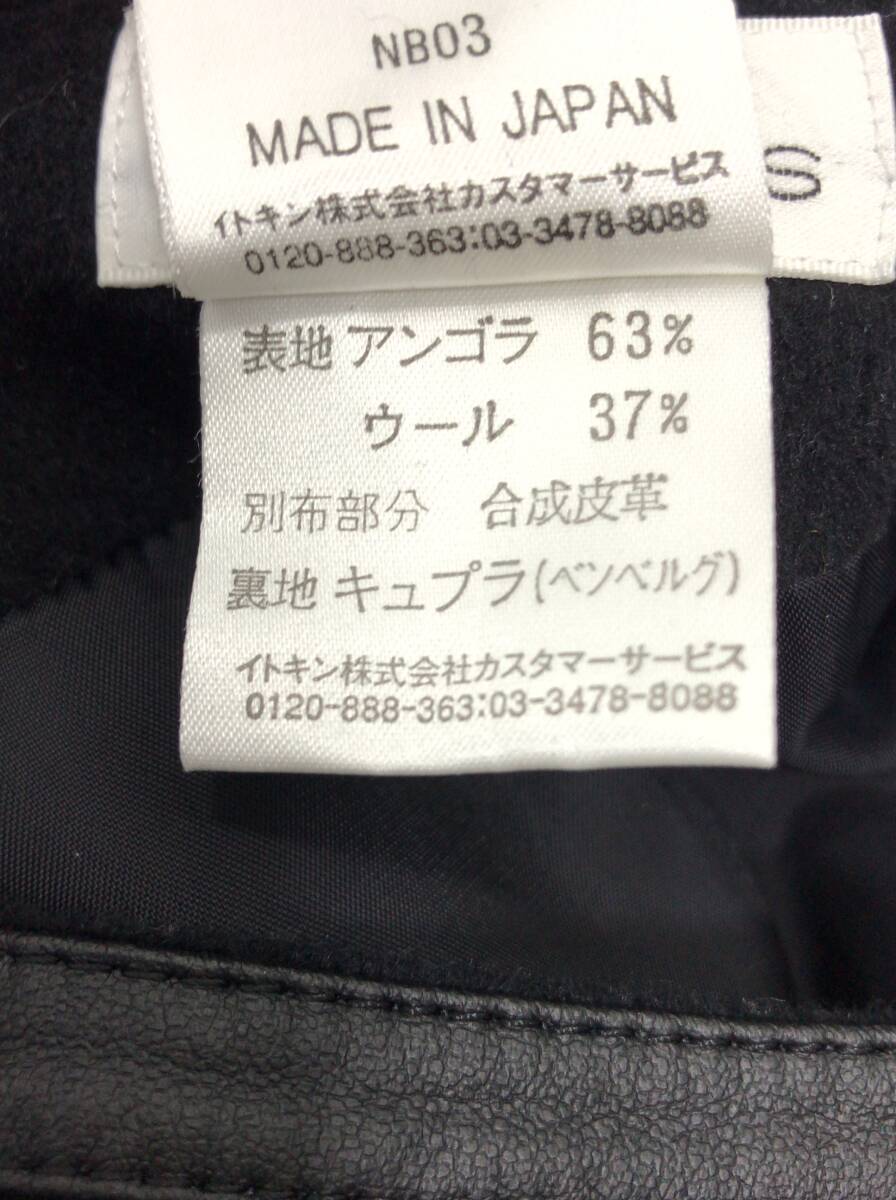 NB03
MADE IN JAPAN
イトキン株式会社カスタマーサービス
0120-888-363:03-3478-8088
S
表地 アンゴラ 63%
ウール 37%
別布部分 合成皮革
裏地 キュプラ(ベンベルグ)
イトキン株式会社カスタマーサービス
0120-888-363:03-3478-8088